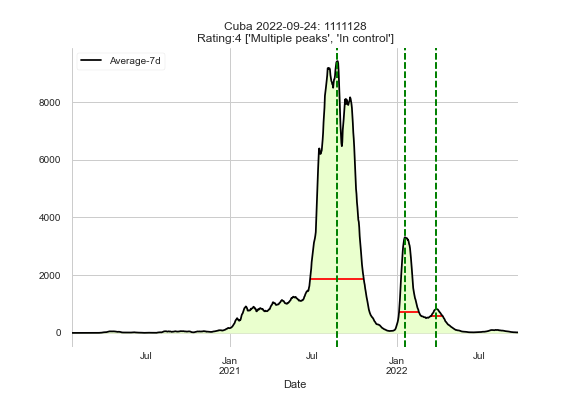 Cuba 2022-09-24: 1111128
Rating:4 ['Multiple peaks', 'In control']
Average-7d
8000
6000
4000
2000
0
Jul
Jan
2021
Jul
Jan
2022
Jul
Date